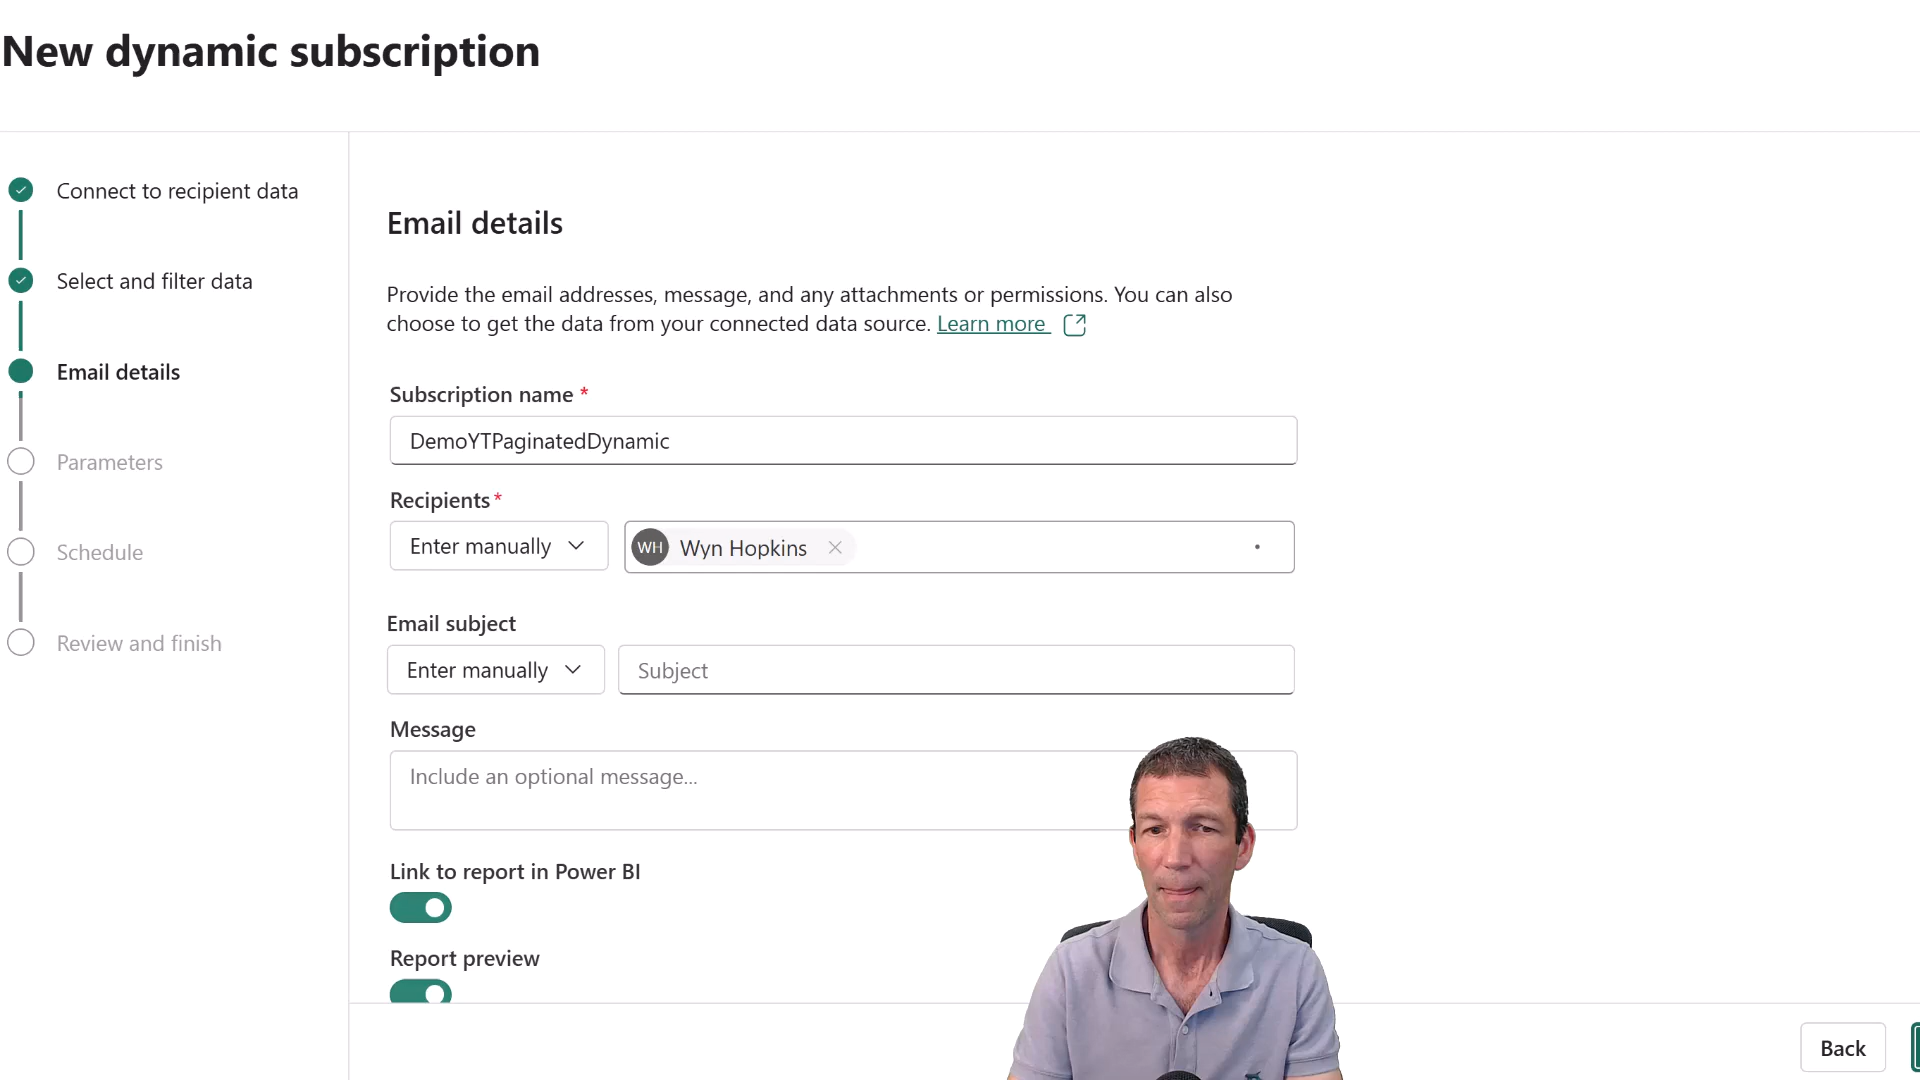 New dynamic subscription
Connect to recipient data
Select and filter data
Email details
Parameters
Schedule
Review and finish
Email details
Provide the email addresses, message, and any attachments or permissions. You can also
choose to get the data from your connected data source. Learn more
Subscription name *
DemoYTPaginatedDynamic
Recipients *
Enter manually
WH Wyn Hopkins
Email subject
Enter manually
Subject
Message
Include an optional message...
Link to report in Power BI
Report preview
Back